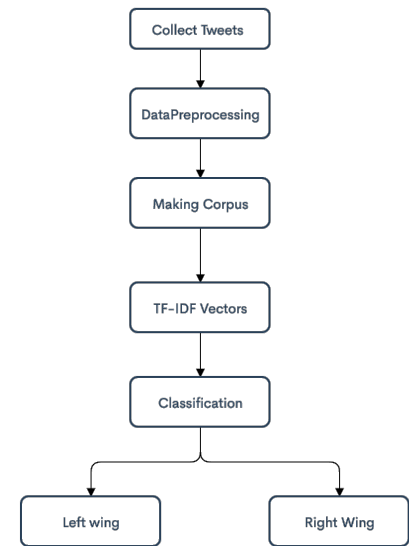 Collect Tweets
DataPreprocessing
Making Corpus
TF-IDF Vectors
Classification
Left wing
Right Wing